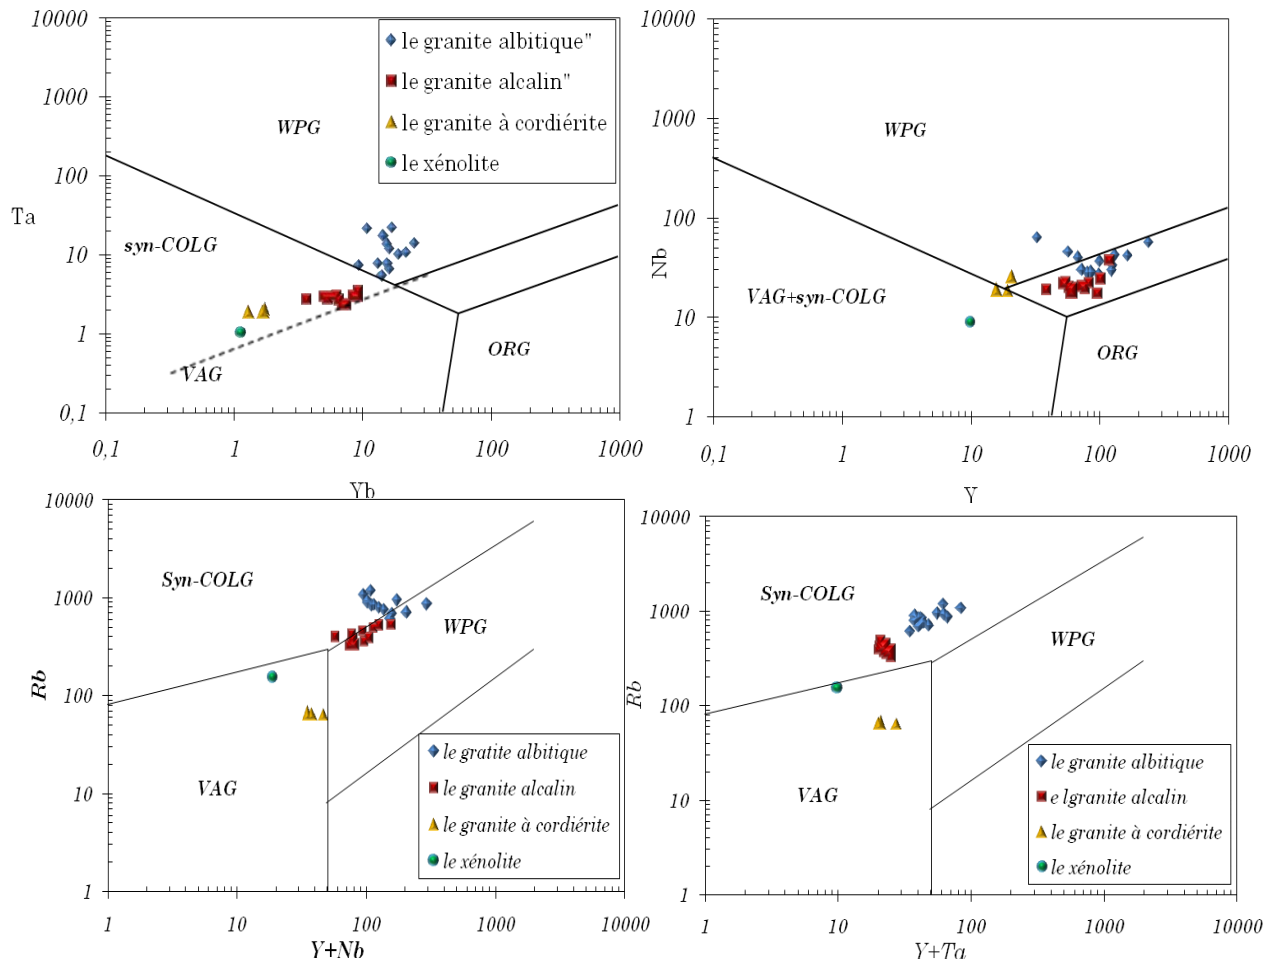 10000
1000
100
10
1
0,1
Ta
WPG
syn-COLG
VAG
ORG
le granite albitique"
le granite alcalin"
le granite à cordiérite
le xénolite
0,1
1
10
100
1000
Yb
10000
1000
100
10
1
Nb
WPG
VAG+syn-COLG
ORG
0,1
1
10
100
1000
Y
10000
1000
100
10
1
Rb
Syn-COLG
WPG
VAG
le gratite albitique
le granite alcalin
le granite à cordiérite
le xénolite
1
10
100
1000
10000
Y+Nb
10000
1000
100
10
1
Rb
Syn-COLG
WPG
VAG
le granite albitique
e lgranite alcalin
le granite à cordiérite
le xénolite
1
10
100
1000
10000
Y+Ta